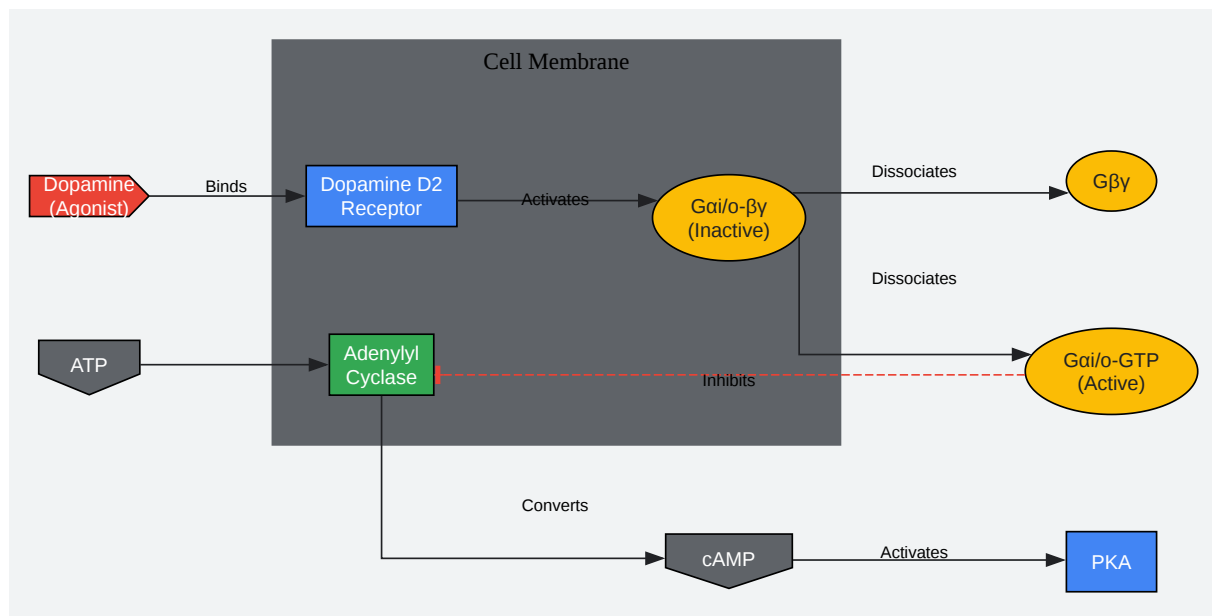 Cell Membrane
Dopamine
(Agonist)
Binds
Dopamine D2
Receptor
Activates
Gαi/o-βγ
(Inactive)
Dissociates
Gβγ
Dissociates
ATP
Adenylyl
Cyclase
Inhibits
Gαi/o-GTP
(Active)
Converts
cAMP
Activates
PKA